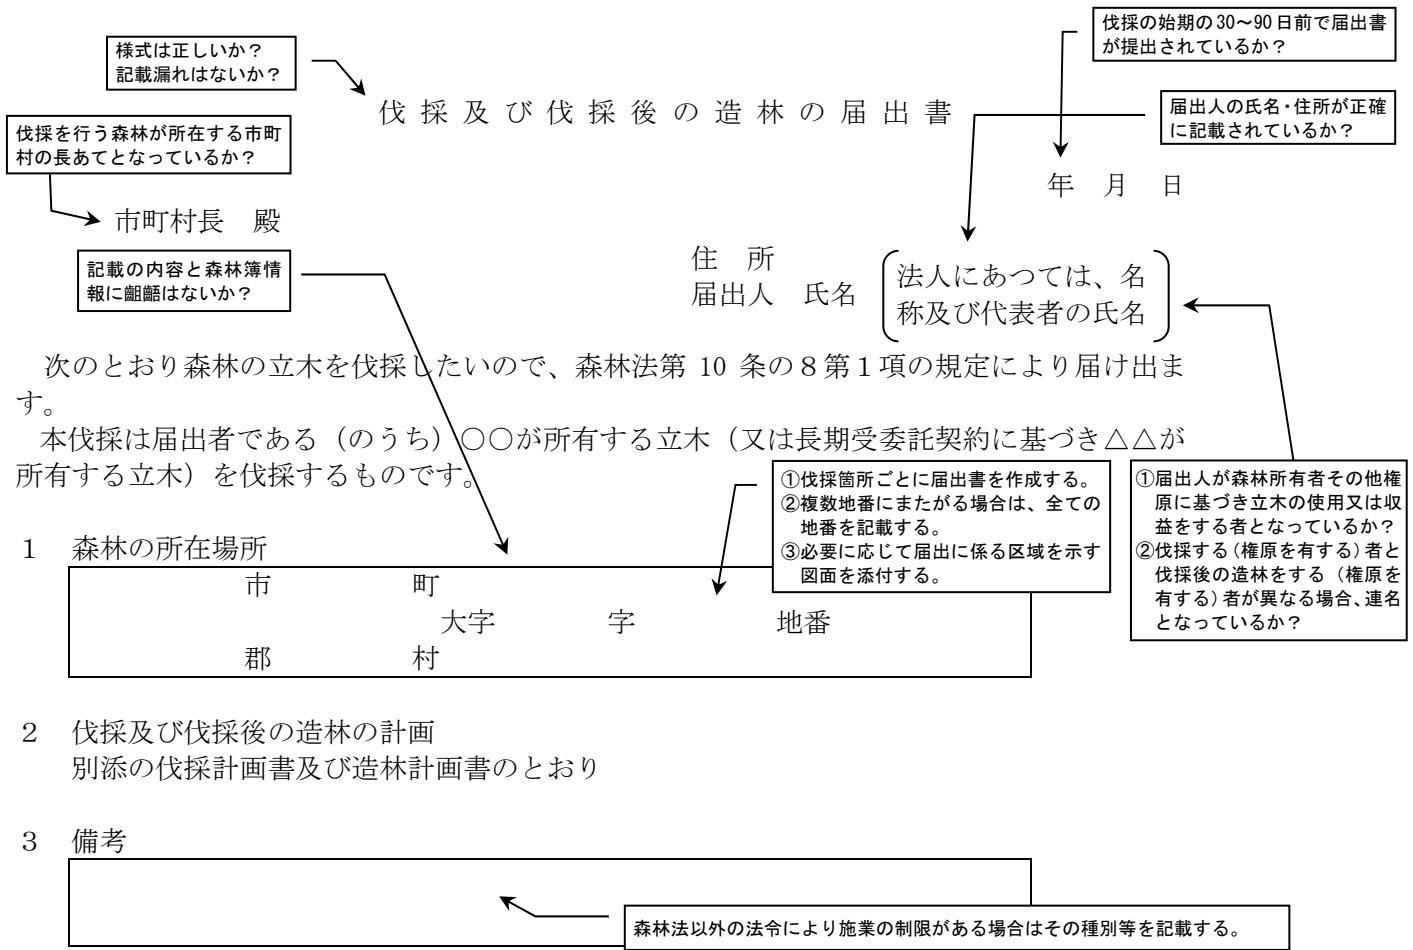 伐採の始期の30～90日前で届出書
が提出されているか？
様式は正しいか？
記載漏れはないか？
伐採及び伐採後の造林の届出書
届出人の氏名・住所が正確
に記載されているか？
伐採を行う森林が所在する市町
村の長あてとなっているか？
年　月　日
市町村長　殿
記載の内容と森林簿情
報に齟齬はないか？
住　所
届出人　氏名
法人にあつては、名
称及び代表者の氏名
次のとおり森林の立木を伐採したいので、森林法第 10 条の８第１項の規定により届け出ま
す。
本伐採は届出者である（のうち）○○が所有する立木（又は長期受委託契約に基づき△△が
所有する立木）を伐採するものです。
①伐採箇所ごとに届出書を作成する。
②複数地番にまたがる場合は、全ての
地番を記載する。
③必要に応じて届出に係る区域を示す
図面を添付する。
①届出人が森林所有者その他権
原に基づき立木の使用又は収
益をする者となっているか？
②伐採する（権原を有する）者と
伐採後の造林をする（権原を
有する）者が異なる場合、連名
となっているか？
１　森林の所在場所
市　町
大字　字　地番
郡　村
２　伐採及び伐採後の造林の計画
別添の伐採計画書及び造林計画書のとおり
３　備考
森林法以外の法令により施業の制限がある場合はその種別等を記載する。